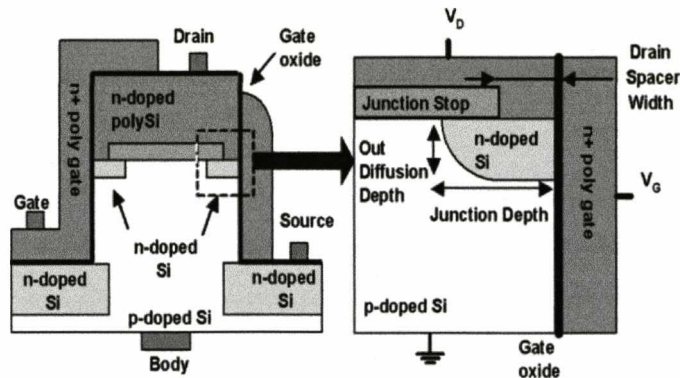 Drain
Gate
oxide
n-doped
polySi
n+ poly gate
Gate
n-doped
Si
Source
n-doped
Si
n-doped
Si
p-doped Si
Body
V_D
Drain
Spacer
Width
Junction Stop
n-doped
Si
Out
Diffusion
Depth
Junction Depth
n+ poly gate
V_G
p-doped Si
Gate
oxide